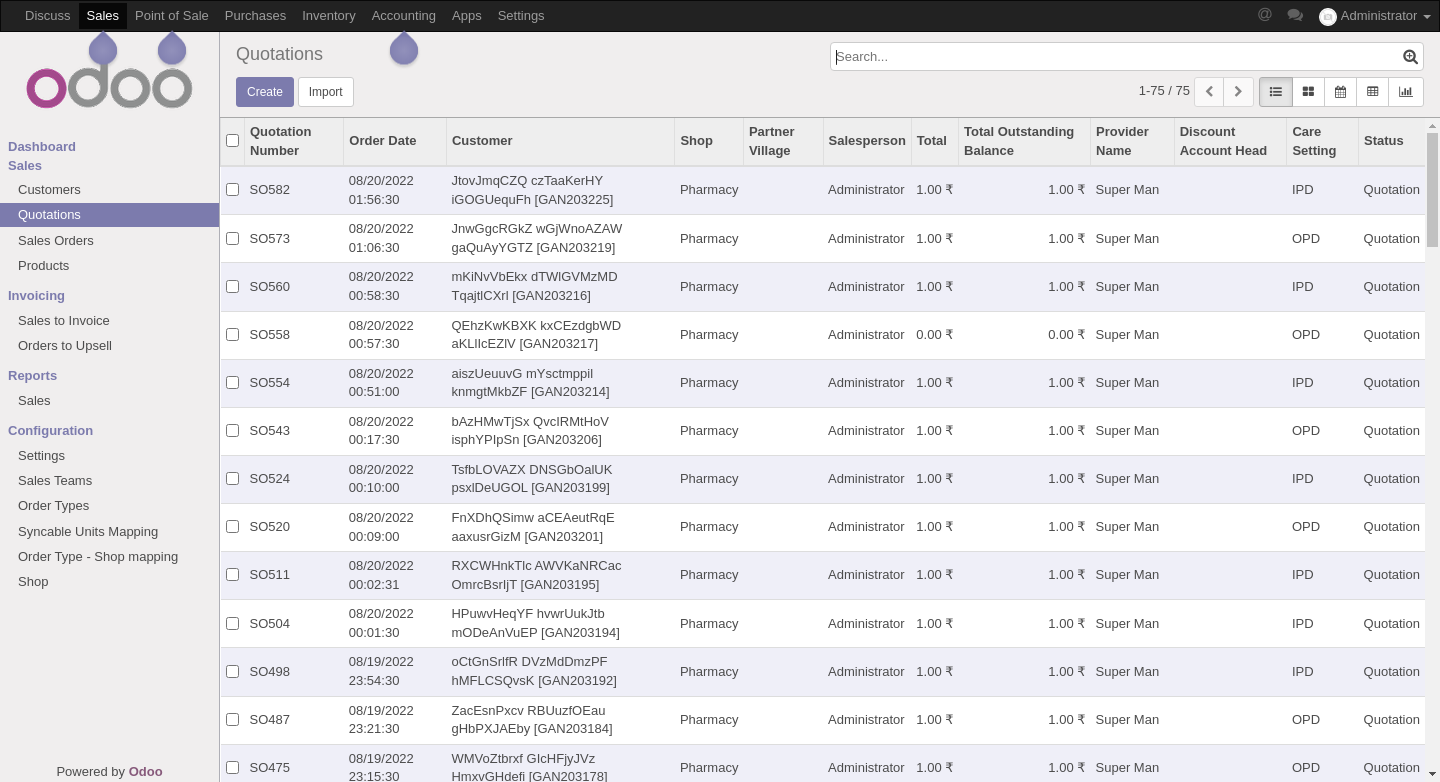 Discuss Sales Point of Sale Purchases Inventory Accounting Apps Settings @ Administrator
odoo
Dashboard
Sales
Customers
Quotations
Sales Orders
Products
Invoicing
Sales to Invoice
Orders to Upsell
Reports
Sales
Configuration
Settings
Sales Teams
Order Types
Syncable Units Mapping
Order Type - Shop mapping
Shop
Powered by Odoo
Quotations
Search...
Create Import
1-75 / 75
Quotation Number Order Date Customer Shop Partner Village Salesperson Total Total Outstanding Balance Provider Name Discount Account Head Care Setting Status
SO582 08/20/2022 01:56:30 JtovJmqCZQ czTaaKerHY iGOGUequFh [GAN203225] Pharmacy Administrator 1.00 ₹ 1.00 ₹ Super Man IPD Quotation
SO573 08/20/2022 01:06:30 JnwGgcRGkZ wGjWnoAZAW gaQuAyYGTZ [GAN203219] Pharmacy Administrator 1.00 ₹ 1.00 ₹ Super Man OPD Quotation
SO560 08/20/2022 00:58:30 mKiNvVbEkx dTWlGVMzMD TqajtlCXrI [GAN203216] Pharmacy Administrator 1.00 ₹ 1.00 ₹ Super Man IPD Quotation
SO558 08/20/2022 00:57:30 QEhzKwKBXK kxCEzdgbWD aKLIIcEZlV [GAN203217] Pharmacy Administrator 0.00 ₹ 0.00 ₹ Super Man OPD Quotation
SO554 08/20/2022 00:51:00 aiszUeuuvG mYsctmppil knmgtMkbZF [GAN203214] Pharmacy Administrator 1.00 ₹ 1.00 ₹ Super Man IPD Quotation
SO543 08/20/2022 00:17:30 bAzHMwTjSx QvcIRMtHoV isphYPIpSn [GAN203206] Pharmacy Administrator 1.00 ₹ 1.00 ₹ Super Man OPD Quotation
SO524 08/20/2022 00:10:00 TsfbLOVAZX DNSGbOalUK psxlDeUGOL [GAN203199] Pharmacy Administrator 1.00 ₹ 1.00 ₹ Super Man IPD Quotation
SO520 08/20/2022 00:09:00 FnXDhQSimw aCEAeutRqE aaxusrGizM [GAN203201] Pharmacy Administrator 1.00 ₹ 1.00 ₹ Super Man OPD Quotation
SO511 08/20/2022 00:02:31 RXCWHnkTlc AWVKaNRCac OmrcBsrIjT [GAN203195] Pharmacy Administrator 1.00 ₹ 1.00 ₹ Super Man IPD Quotation
SO504 08/20/2022 00:01:30 HPuwvHeqYF hvwrUukJtb mODeAnVuEP [GAN203194] Pharmacy Administrator 1.00 ₹ 1.00 ₹ Super Man IPD Quotation
SO498 08/19/2022 23:54:30 oCtGnSrlfR DVzMdDmzPF hMFLCSQvsK [GAN203192] Pharmacy Administrator 1.00 ₹ 1.00 ₹ Super Man IPD Quotation
SO487 08/19/2022 23:21:30 ZacEsnPxcv RBUuzfOEau gHbPXJAEby [GAN203184] Pharmacy Administrator 1.00 ₹ 1.00 ₹ Super Man OPD Quotation
SO475 08/19/2022 23:15:30 WMVoZtbrxf GIcHFjyJVz HmxvGHdefi [GAN203178] Pharmacy Administrator 1.00 ₹ 1.00 ₹ Super Man OPD Quotation